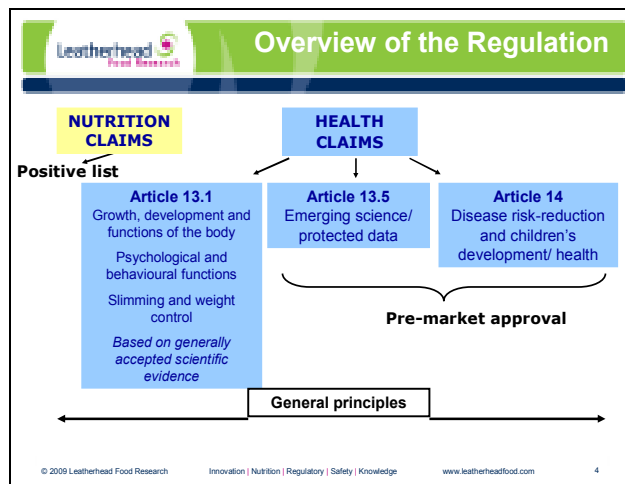 Leatherhead
Food Research
Overview of the Regulation
NUTRITION
CLAIMS
HEALTH
CLAIMS
Positive list
Article 13.1
Growth, development and
functions of the body
Psychological and
behavioural functions
Slimming and weight
control
Based on generally
accepted scientific
evidence
Article 13.5
Emerging science/
protected data
Article 14
Disease risk-reduction
and children's
development/ health
Pre-market approval
General principles
© 2009 Leatherhead Food Research Innovation | Nutrition | Regulatory | Safety | Knowledge www.leatherheadfood.com 4